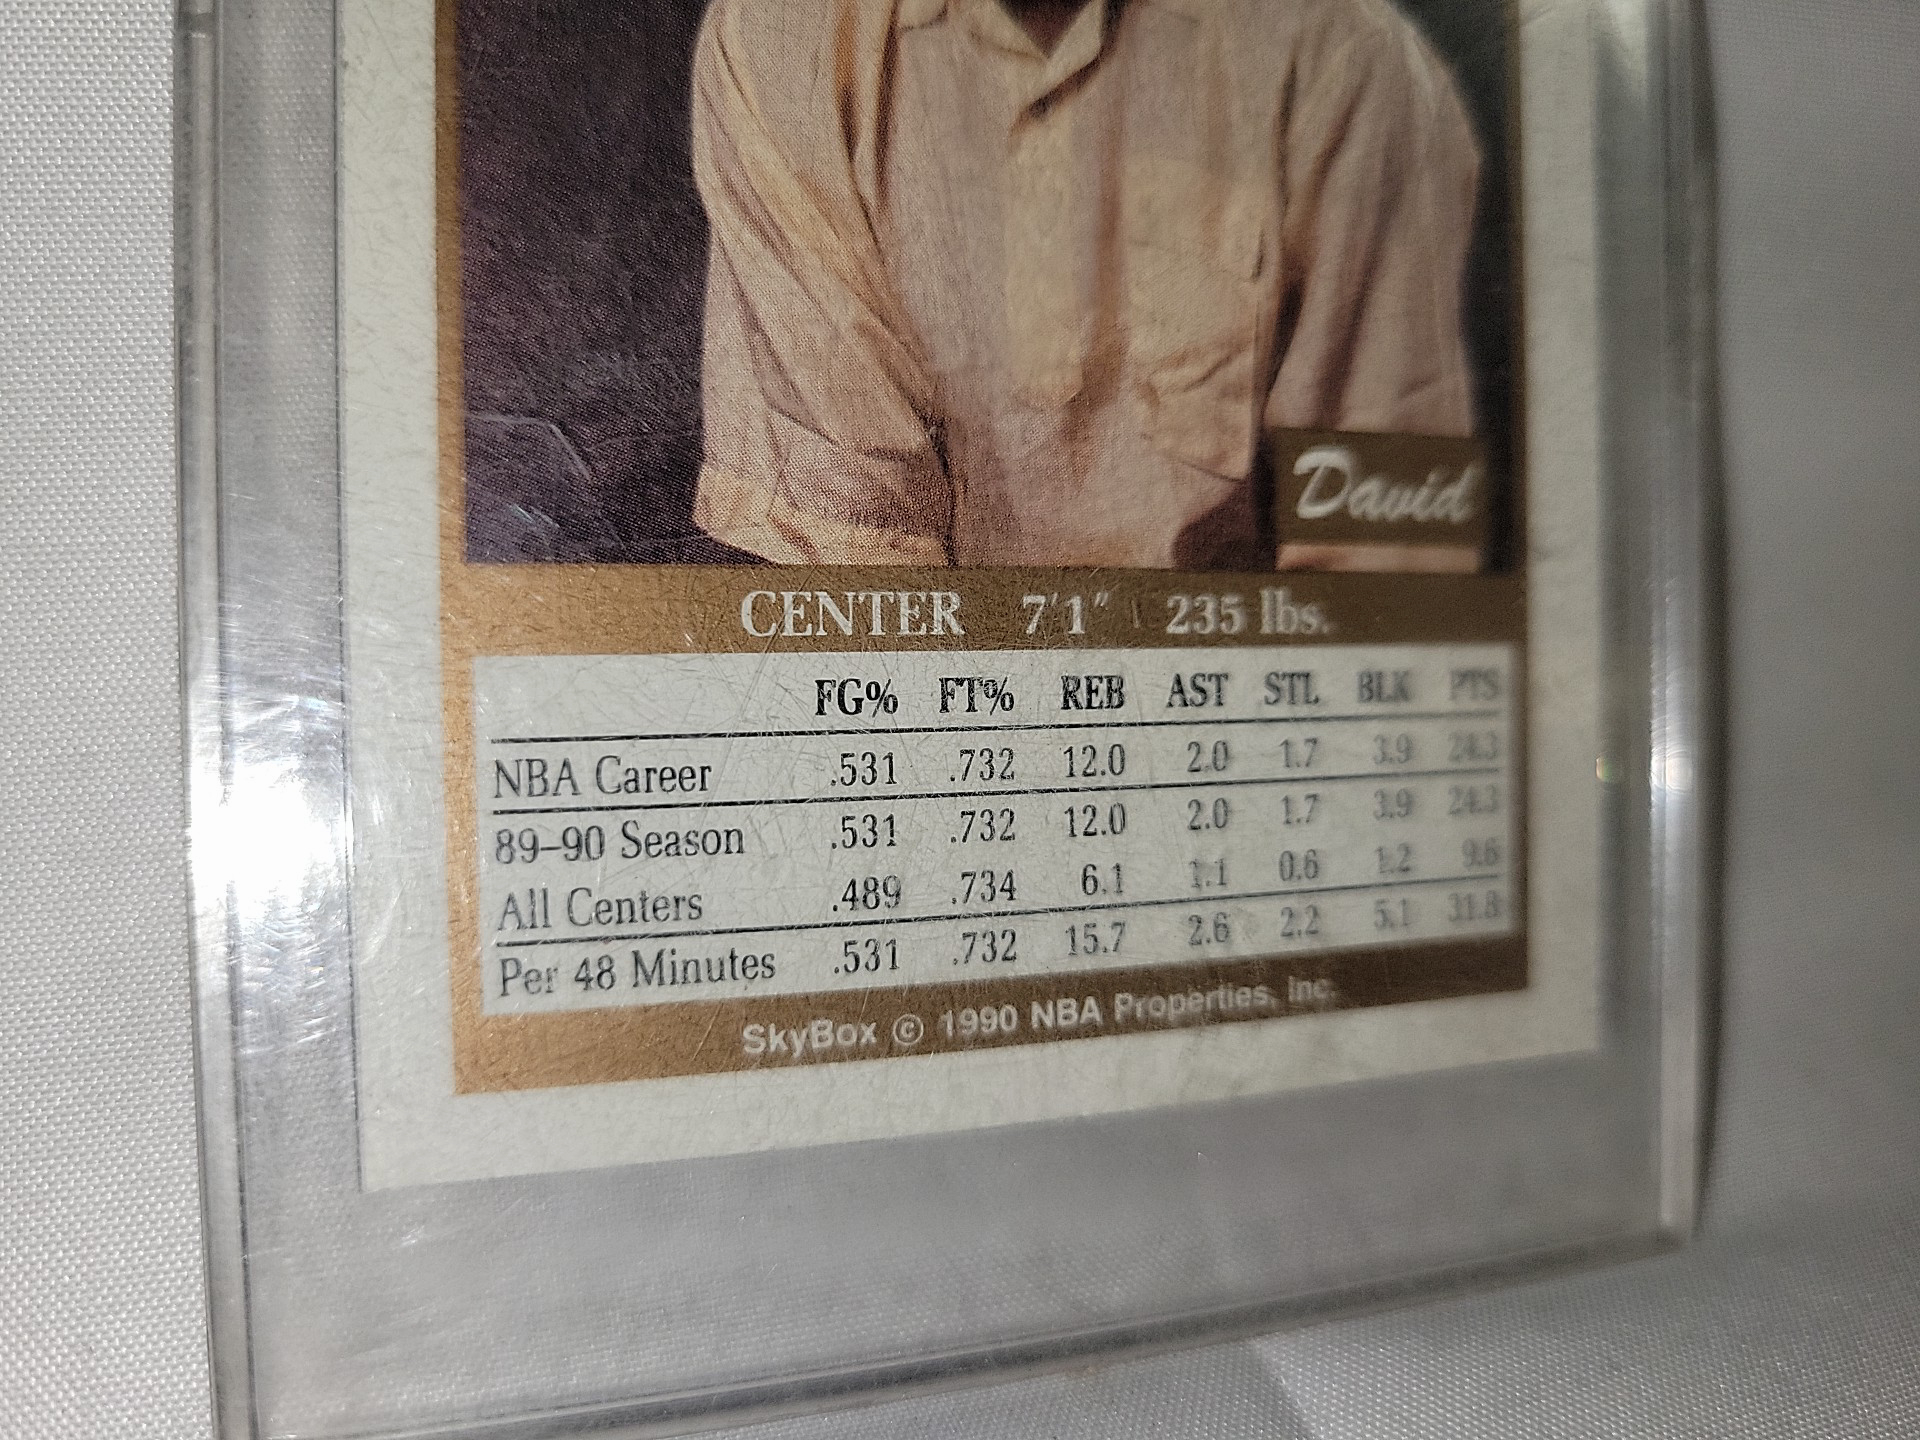 David
CENTER 7'1" 235 lbs.
FG% FT% REB AST STL BLK PTS
NBA Career .531 .732 12.0 2.0 1.7 3.9 24.3
89–90 Season .531 .732 12.0 2.0 1.7 3.9 24.3
All Centers .489 .734 6.1 1.1 0.6 1.2 9.6
Per 48 Minutes .531 .732 15.7 2.6 2.2 5.1 31.8
SkyBox © 1990 NBA Properties, Inc.